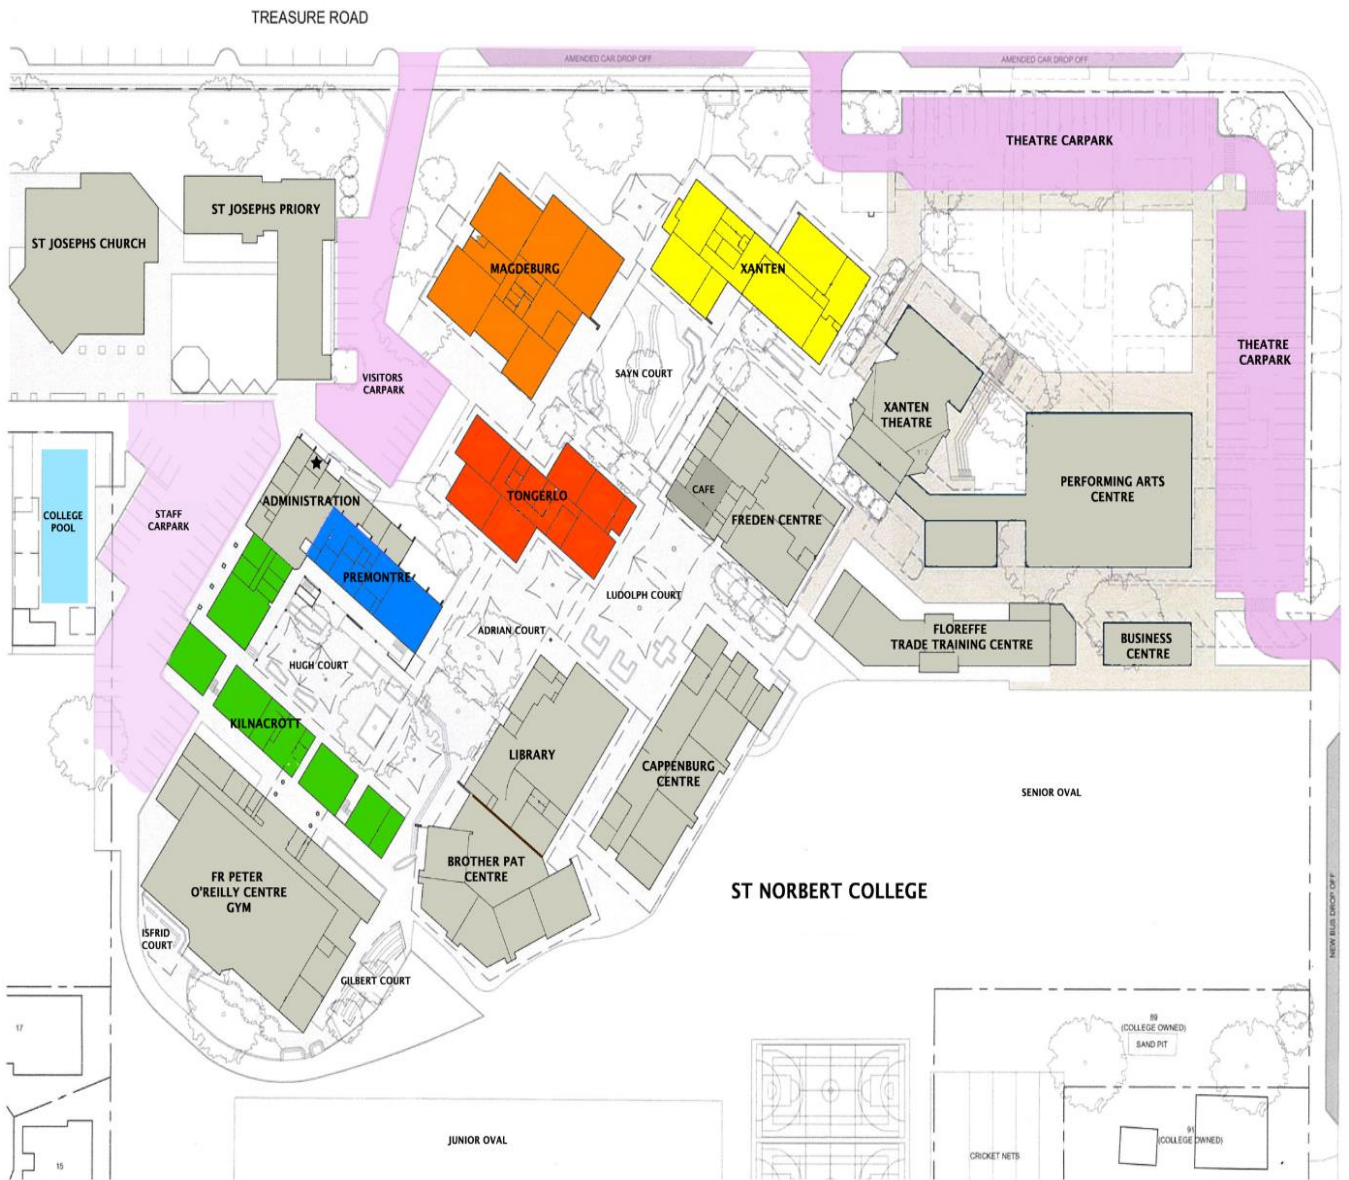 TREASURE ROAD
AMENDED CAR DROP OFF
AMENDED CAR DROP OFF
THEATRE CARPARK
ST JOSEPHS PRIORY
ST JOSEPHS CHURCH
MAGDEBURG
XANTEN
THEATRE
CARPARK
VISITORS
CARPARK
SAYN COURT
XANTEN
THEATRE
CAFE
PERFORMING ARTS
CENTRE
ADMINISTRATION
TONGERLO
FREDEN CENTRE
COLLEGE
POOL
STAFF
CARPARK
PREMONTRE
LUDOLPH COURT
ADRIAN COURT
FLOREFFE
TRADE TRAINING CENTRE
BUSINESS
CENTRE
HUGH COURT
KILNACROTT
LIBRARY
CAPPENBURG
CENTRE
SENIOR OVAL
BROTHER PAT
CENTRE
FR PETER
O'REILLY CENTRE
GYM
ST NORBERT COLLEGE
NEW BUS DROP OFF
ISFRID
COURT
GILBERT COURT
17
89
(COLLEGE OWNED)
SAND PIT
JUNIOR OVAL
91
(COLLEGE OWNED)
CRICKET NETS
15